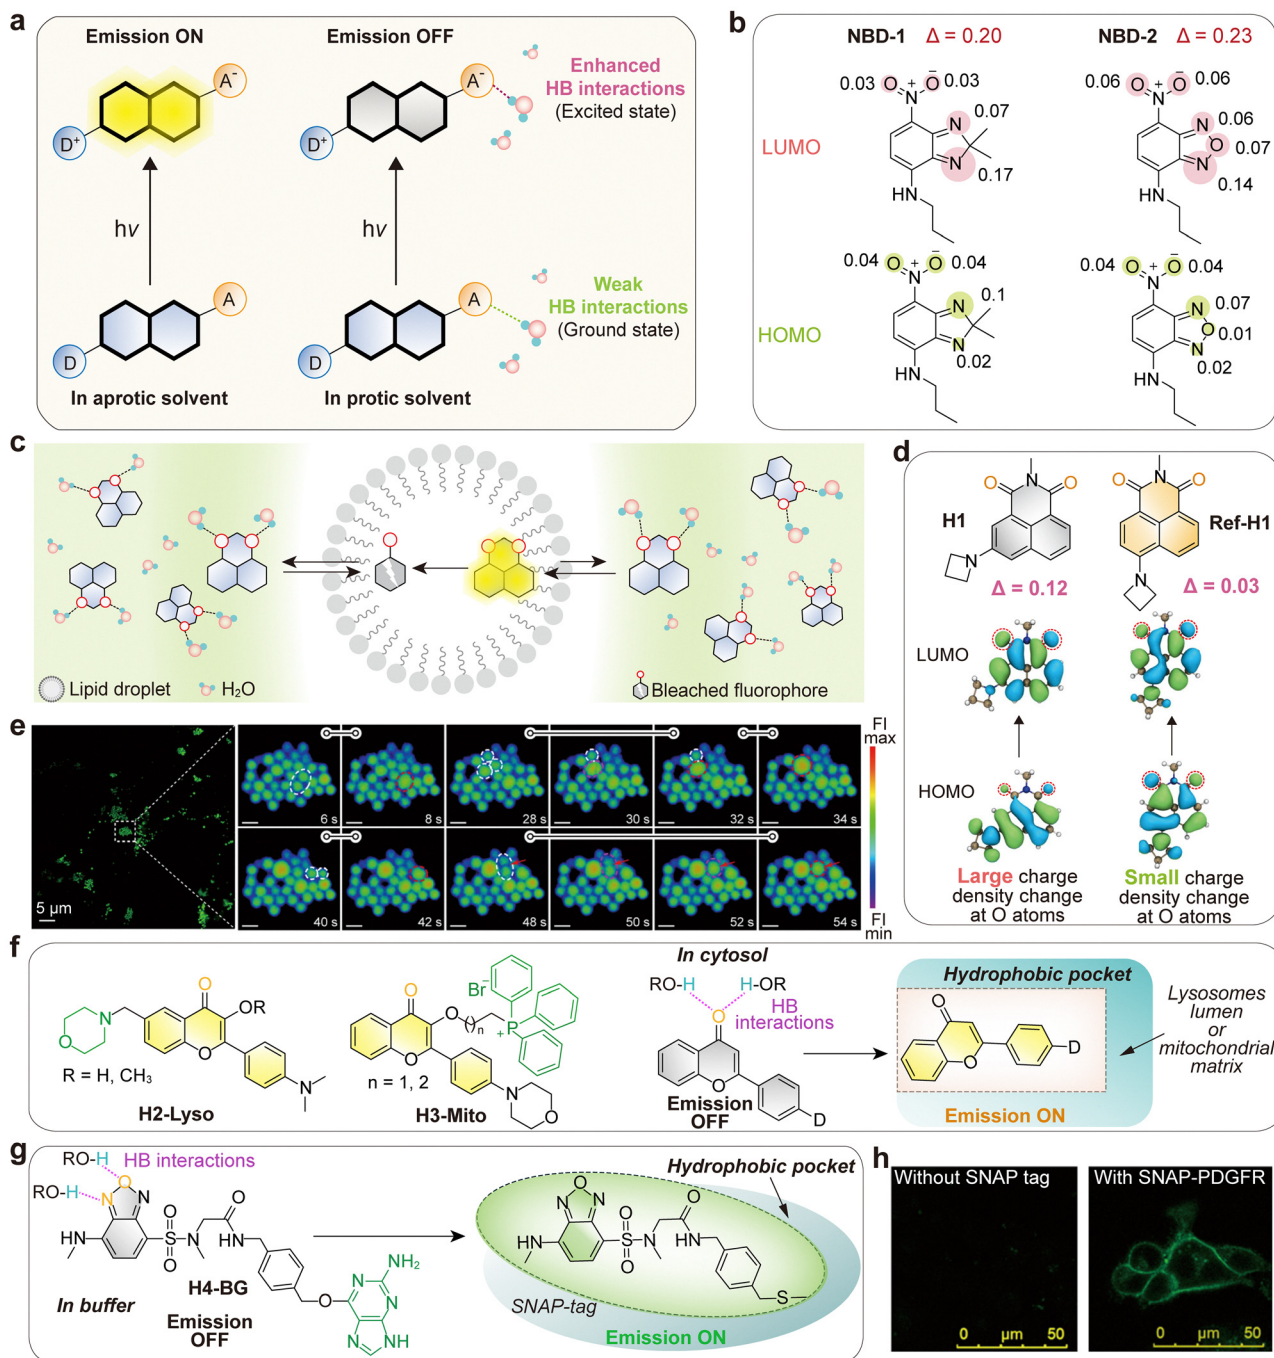 a
Emission ON
Emission OFF
A⁻
A⁻
Enhanced
HB interactions
(Excited state)
D⁺
D⁺
hν
hν
Weak
HB interactions
(Ground state)
A
A
D
D
In aprotic solvent
In protic solvent
b
NBD-1 Δ = 0.20
NBD-2 Δ = 0.23
0.03 O O⁻ 0.03
0.06 O O⁻ 0.06
N⁺
N⁺
N 0.07
N 0.06
O 0.07
LUMO
N 0.17
N 0.14
HN
HN
0.04 O O⁻ 0.04
0.04 O O⁻ 0.04
N⁺
N⁺
N 0.1
N 0.07
O 0.01
HOMO
N 0.02
N 0.02
HN
HN
c
Lipid droplet
H₂O
Bleached fluorophore
d
O N O
O N O
H1
Ref-H1
N
N
Δ = 0.12
Δ = 0.03
LUMO
HOMO
Large charge
density change
at O atoms
Small charge
density change
at O atoms
e
5 μm
6 s
8 s
28 s
30 s
32 s
34 s
40 s
42 s
48 s
50 s
52 s
54 s
FI
max
FI
min
f
O
N
O
OR
O
N
R = H, CH₃
H2-Lyso
Br⁻
O
O
n
P⁺
O
N
O
n = 1, 2
H3-Mito
In cytosol
RO-H
H-OR
HB
interactions
O
O
D
Emission
OFF
Hydrophobic pocket
O
O
D
Emission ON
Lysosomes
lumen
or
mitochondrial
matrix
g
RO-H
HB interactions
RO-H
O
N
N
HN
O
S
O
N
O
HN
H4-BG
In buffer
Emission
OFF
O
NH₂
N
N
N
NH
Hydrophobic pocket
O
N
N
HN
O
S
O
N
O
HN
S
SNAP-tag
Emission ON
h
Without SNAP tag
With SNAP-PDGFR
0 μm 50
0 μm 50